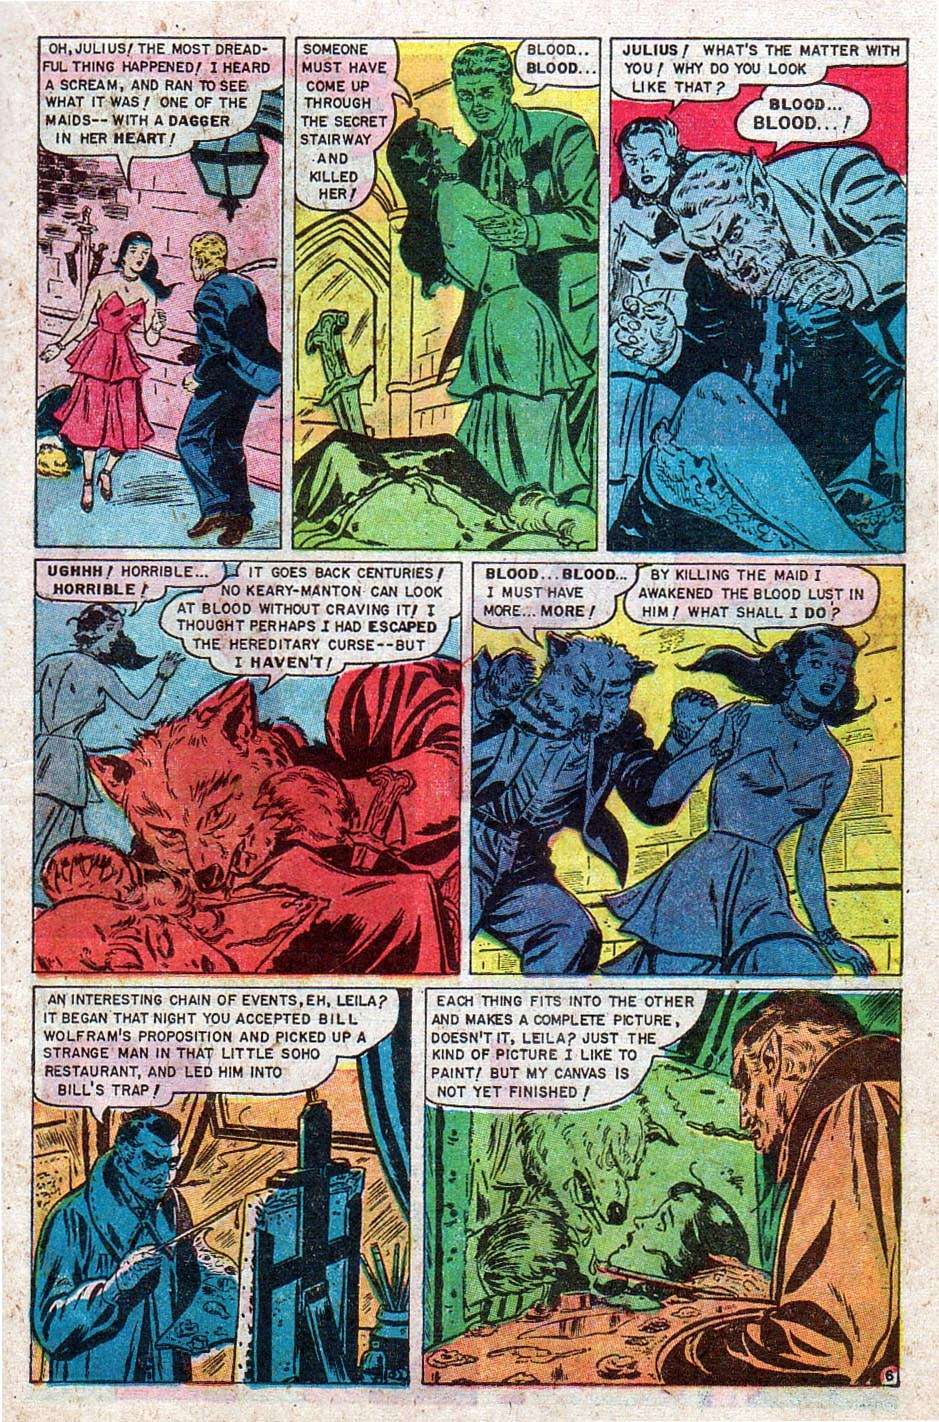 OH, JULIUS! THE MOST DREAD-
FUL THING HAPPENED! I HEARD
A SCREAM, AND RAN TO SEE
WHAT IT WAS! ONE OF THE
MAIDS-- WITH A DAGGER
IN HER HEART!
SOMEONE
MUST HAVE
COME UP
THROUGH
THE SECRET
STAIRWAY
AND
KILLED
HER!
BLOOD...
BLOOD...
JULIUS! WHAT'S THE MATTER WITH
YOU! WHY DO YOU LOOK
LIKE THAT?
BLOOD...
BLOOD...!
UGHHH! HORRIBLE...
HORRIBLE!
IT GOES BACK CENTURIES!
NO KEARY-MANTON CAN LOOK
AT BLOOD WITHOUT CRAVING IT! I
THOUGHT PERHAPS I HAD ESCAPED
THE HEREDITARY CURSE--BUT
I HAVEN'T!
BLOOD...BLOOD...
I MUST HAVE
MORE...MORE!
BY KILLING THE MAID I
AWAKENED THE BLOOD LUST IN
HIM! WHAT SHALL I DO?
AN INTERESTING CHAIN OF EVENTS, EH, LEILA?
IT BEGAN THAT NIGHT YOU ACCEPTED BILL
WOLFRAM'S PROPOSITION AND PICKED UP A
STRANGE MAN IN THAT LITTLE SOHO
RESTAURANT, AND LED HIM INTO
BILL'S TRAP!
EACH THING FITS INTO THE OTHER
AND MAKES A COMPLETE PICTURE,
DOESN'T IT, LEILA? JUST THE
KIND OF PICTURE I LIKE TO
PAINT! BUT MY CANVAS IS
NOT YET FINISHED!
6